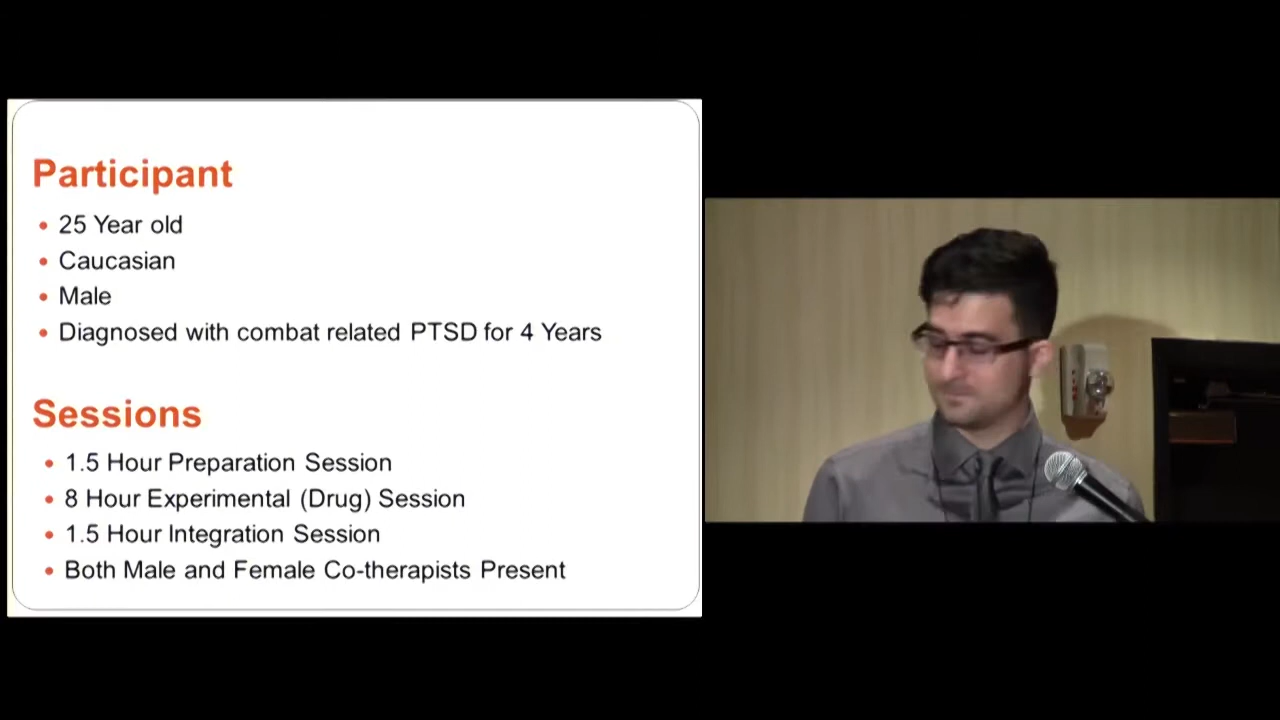 Participant
25 Year old
Caucasian
Male
Diagnosed with combat related PTSD for 4 Years
Sessions
1.5 Hour Preparation Session
8 Hour Experimental (Drug) Session
1.5 Hour Integration Session
Both Male and Female Co-therapists Present